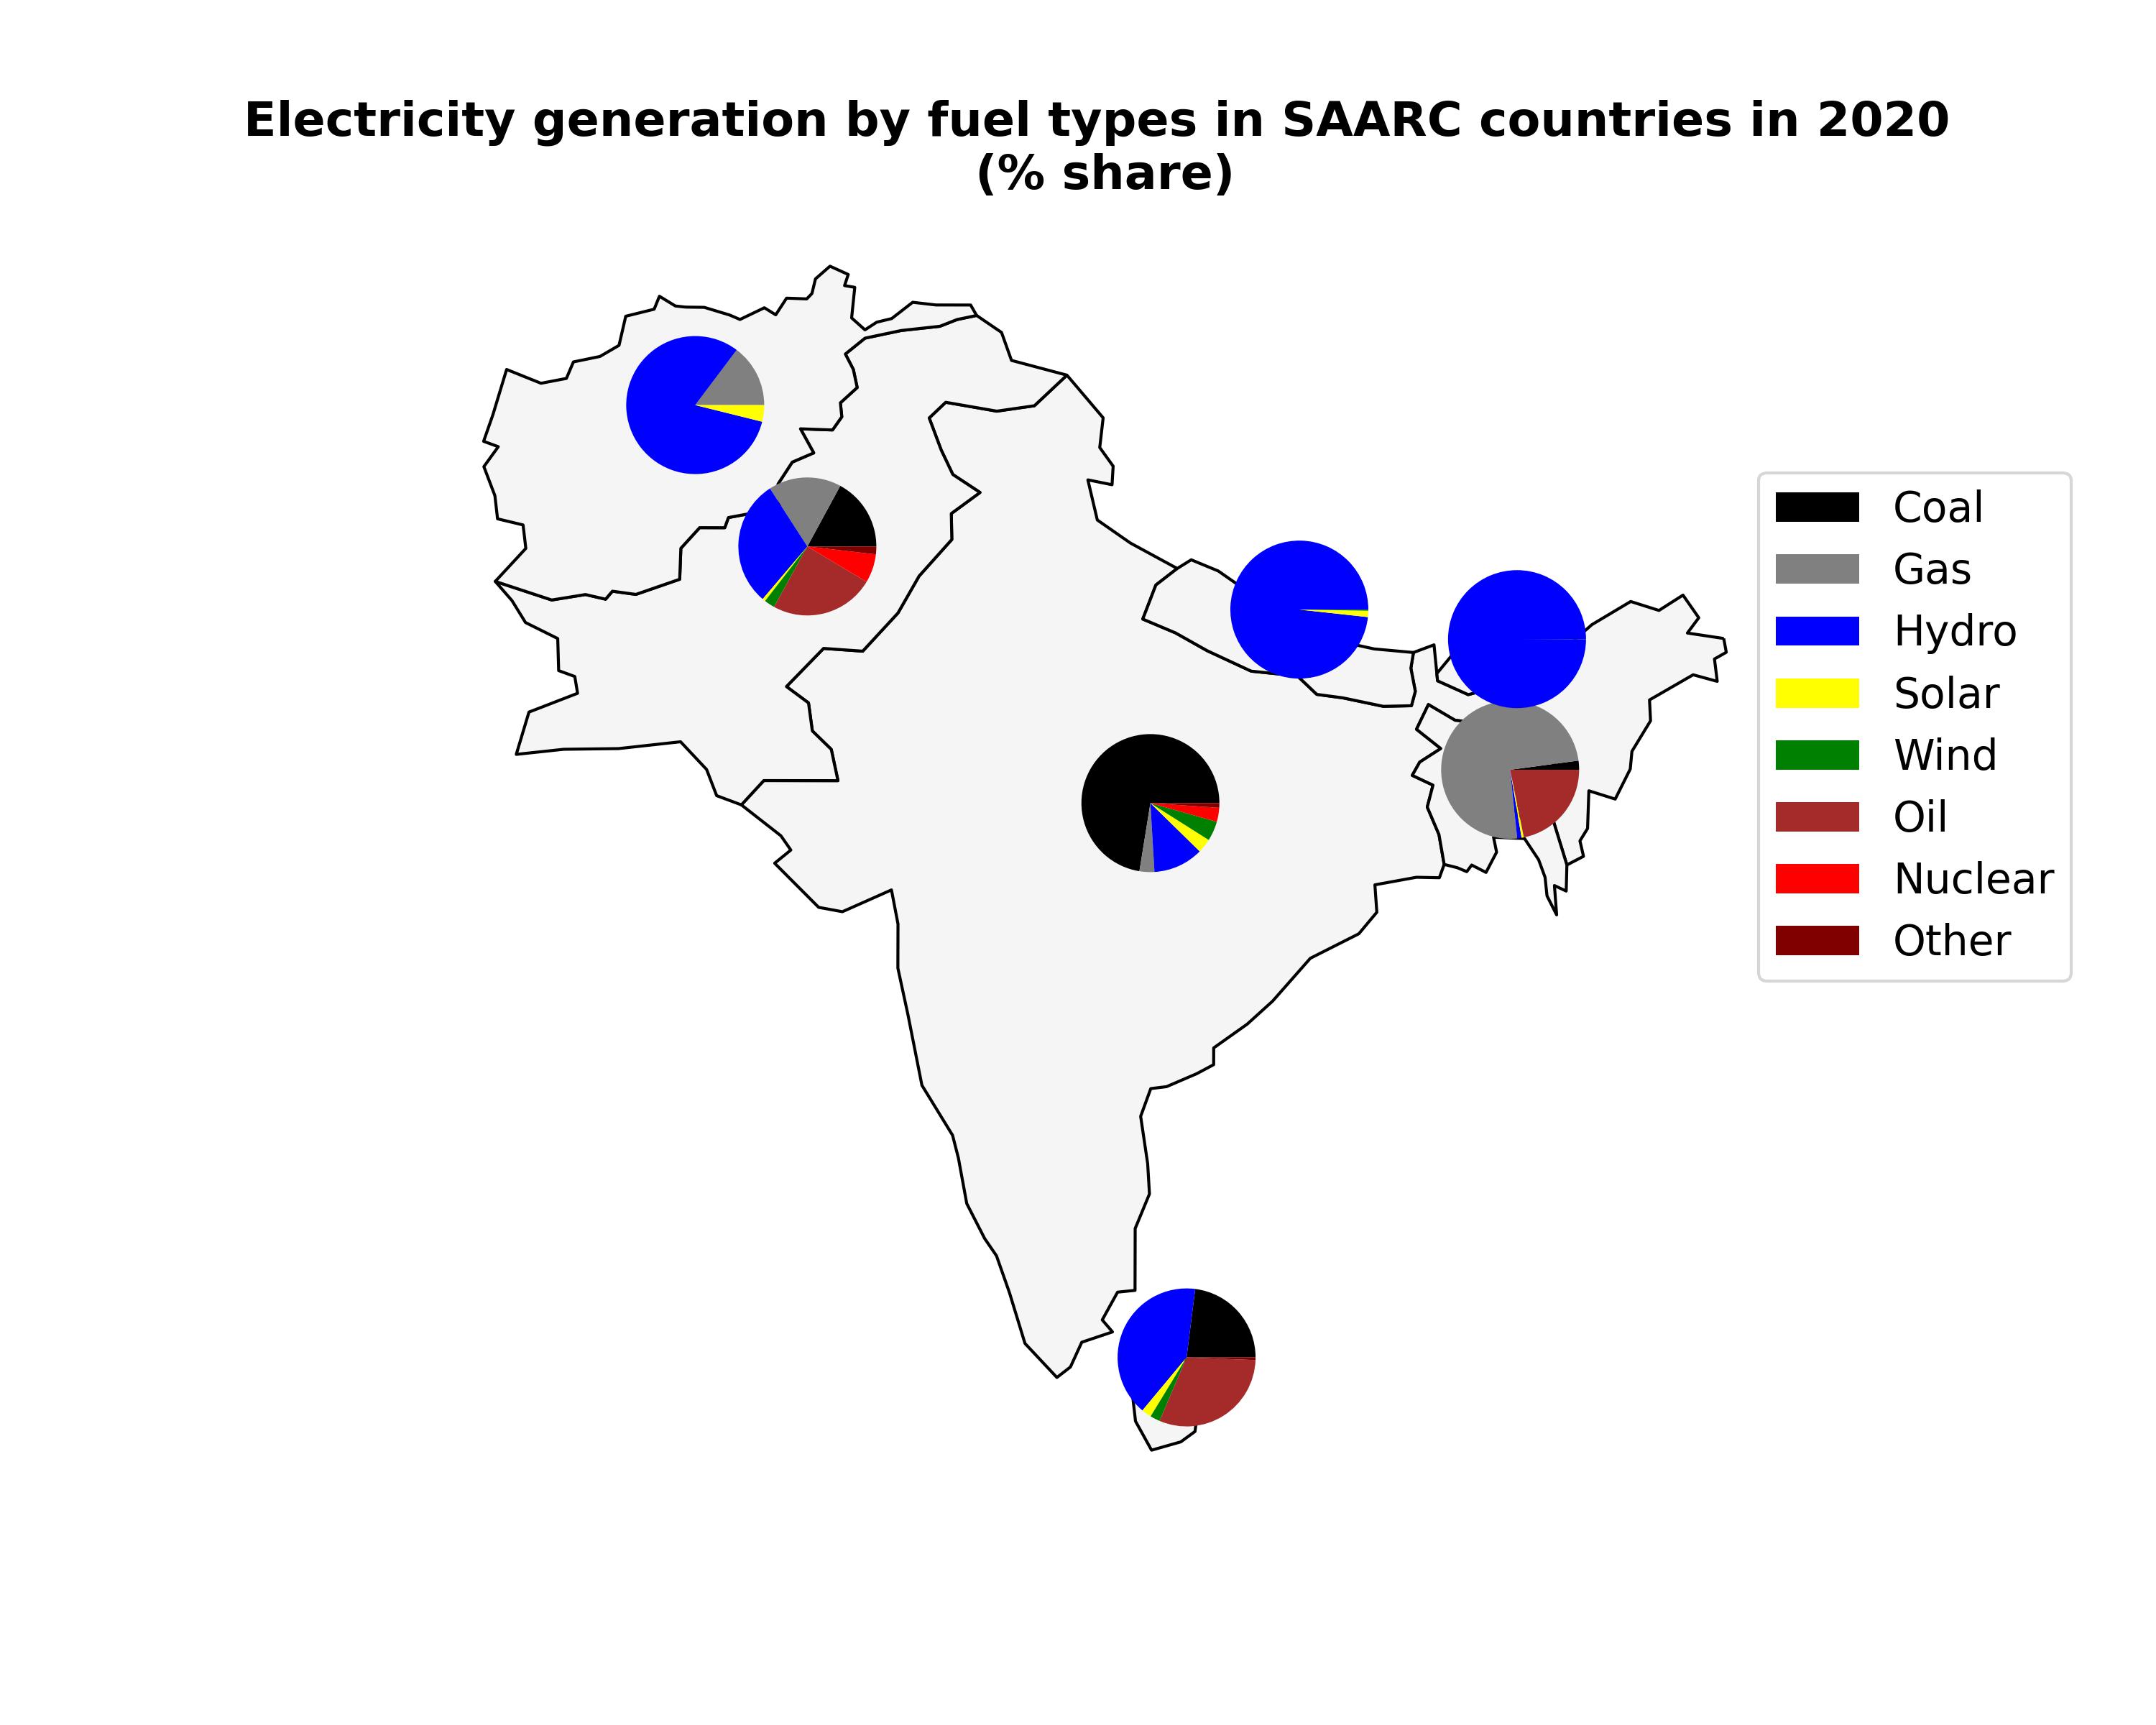 Electricity generation by fuel types in SAARC countries in 2020
(% share)
Coal
Gas
Hydro
Solar
Wind
Oil
Nuclear
Other